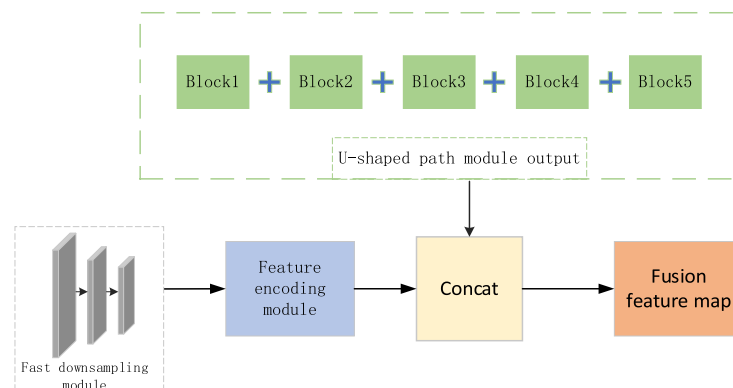 Block1 + Block2 + Block3 + Block4 + Block5
U-shaped path module output
Feature
encoding
module
Concat
Fusion
feature map
Fast downsampling
module